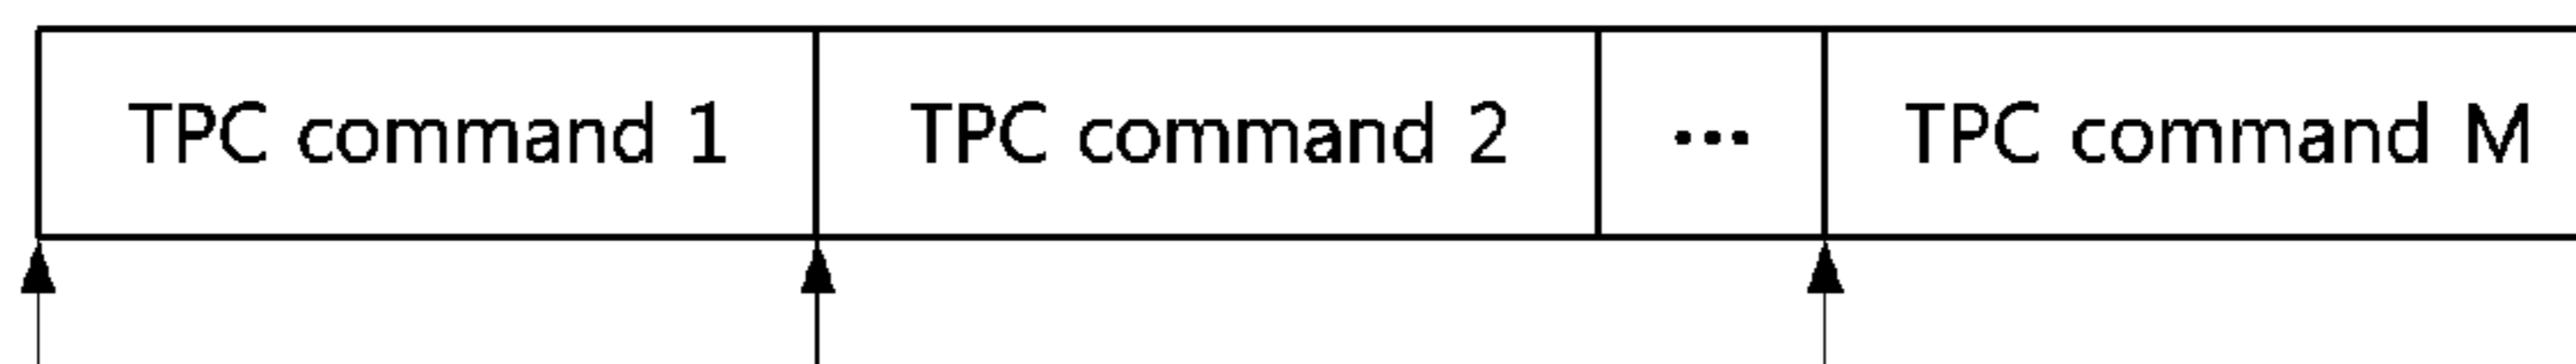 TPC command 1 TPC command 2 ... TPC command M